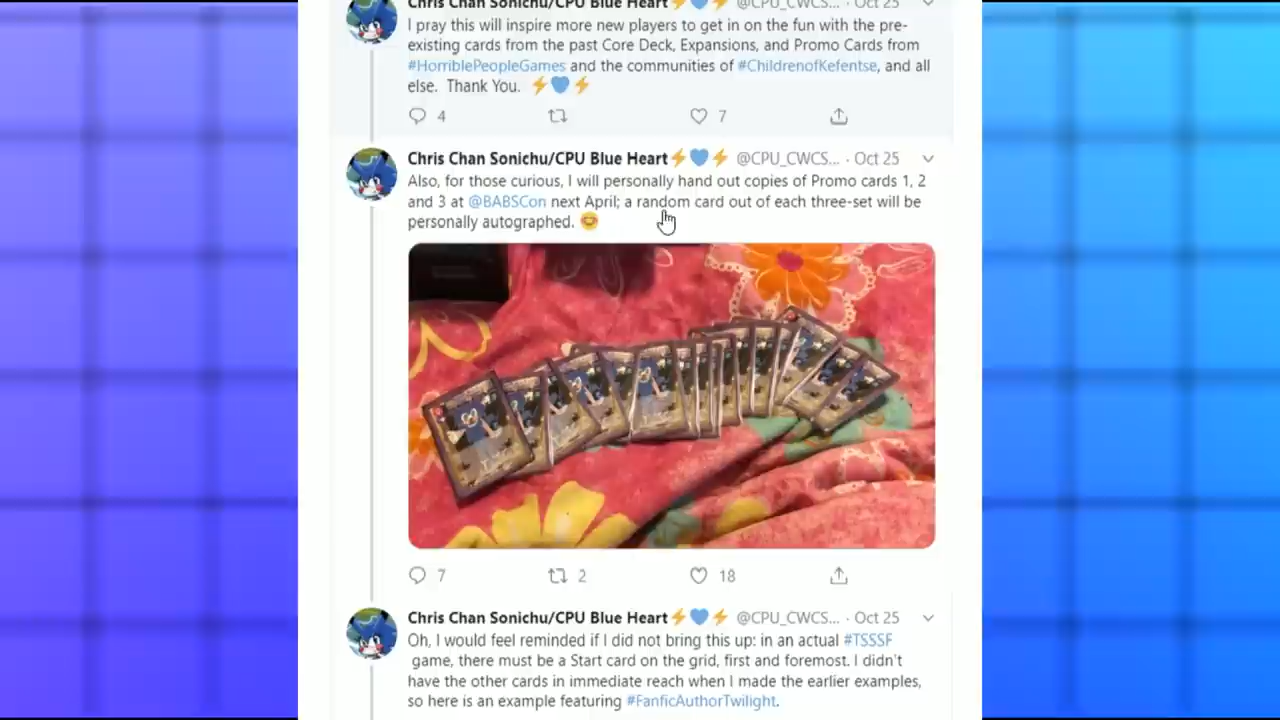 Chris Chan Sonichu/CPU Blue Heart⚡💙⚡ @CPU_CWCS... · Oct 25
I pray this will inspire more new players to get in on the fun with the pre-
existing cards from the past Core Deck, Expansions, and Promo Cards from
#HorriblePeopleGames and the communities of #ChildrenofKefentse, and all
else. Thank You. ⚡💙⚡
4 7
Chris Chan Sonichu/CPU Blue Heart⚡💙⚡ @CPU_CWCS... · Oct 25
Also, for those curious, I will personally hand out copies of Promo cards 1, 2
and 3 at @BABSCon next April; a random card out of each three-set will be
personally autographed. 😁
7 2 18
Chris Chan Sonichu/CPU Blue Heart⚡💙⚡ @CPU_CWCS... · Oct 25
Oh, I would feel reminded if I did not bring this up: in an actual #TSSSF
game, there must be a Start card on the grid, first and foremost. I didn't
have the other cards in immediate reach when I made the earlier examples,
so here is an example featuring #FanficAuthorTwilight.